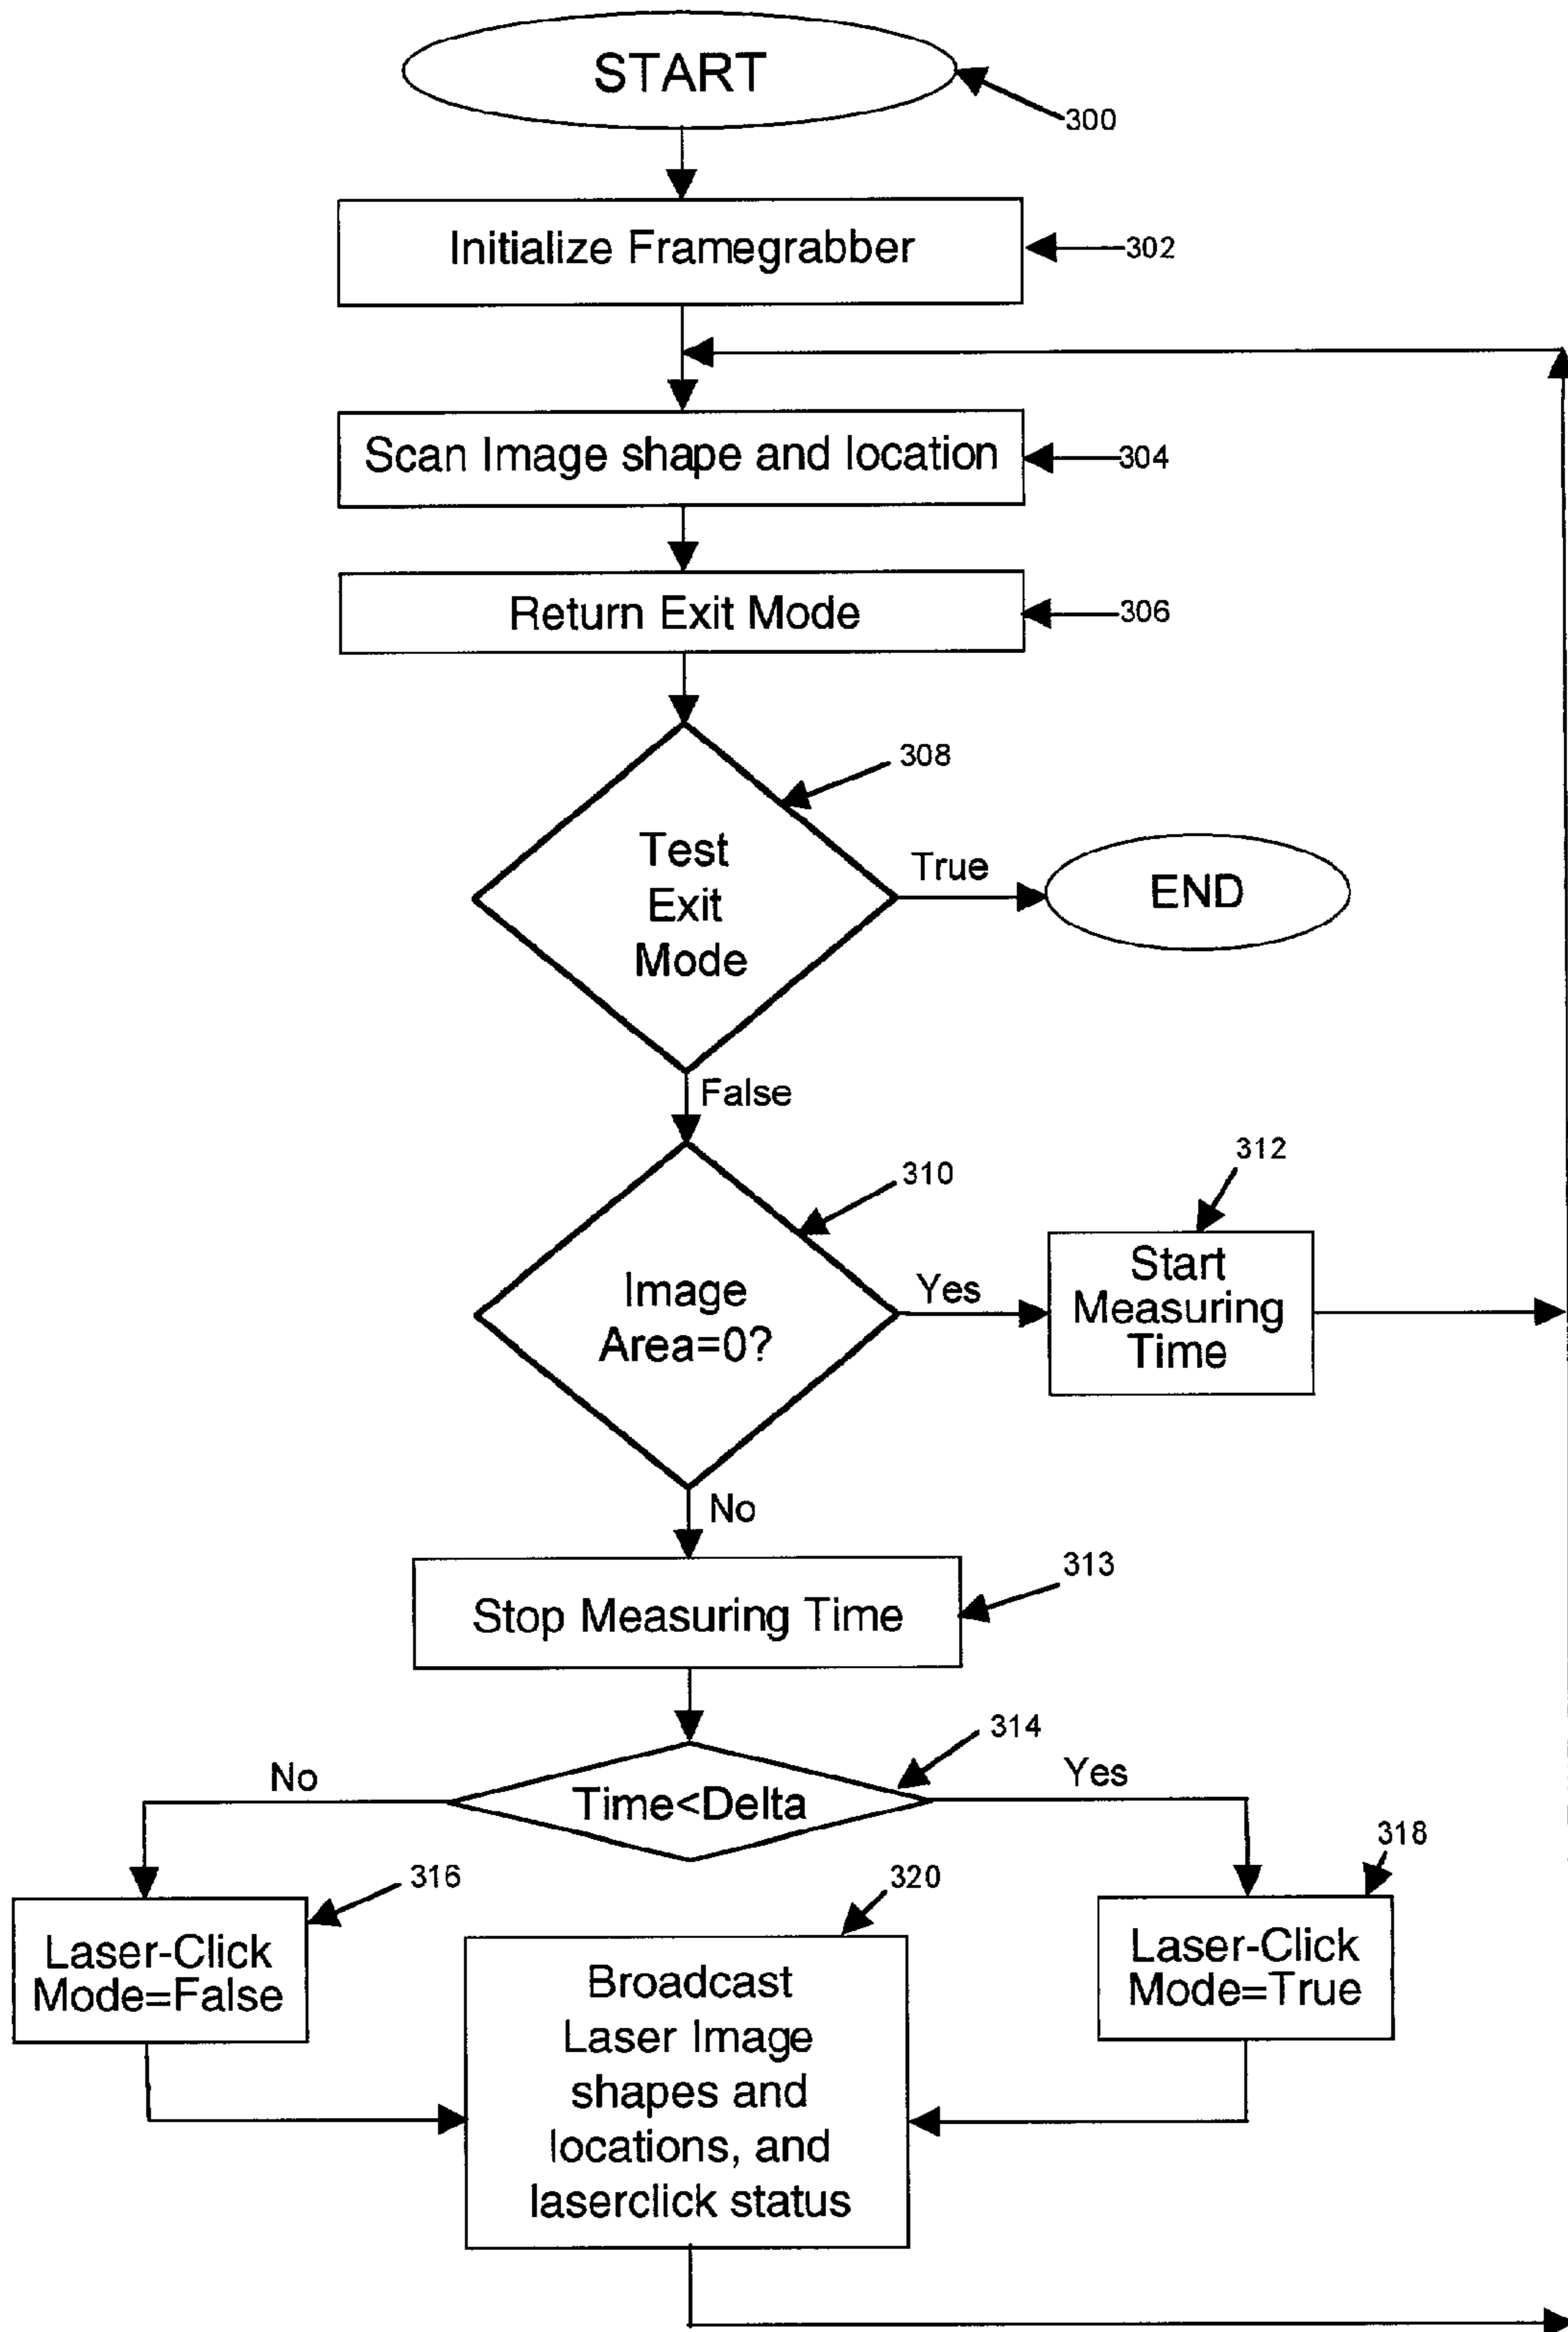 START
300
Initialize Framegrabber
302
Scan Image shape and location
304
Return Exit Mode
306
308
Test
Exit
Mode
True
END
False
310
312
Image
Area=0?
Yes
Start
Measuring
Time
No
313
Stop Measuring Time
314
No
Time<Delta
Yes
316
320
318
Laser-Click
Mode=False
Broadcast
Laser Image
shapes and
locations, and
laserclick status
Laser-Click
Mode=True